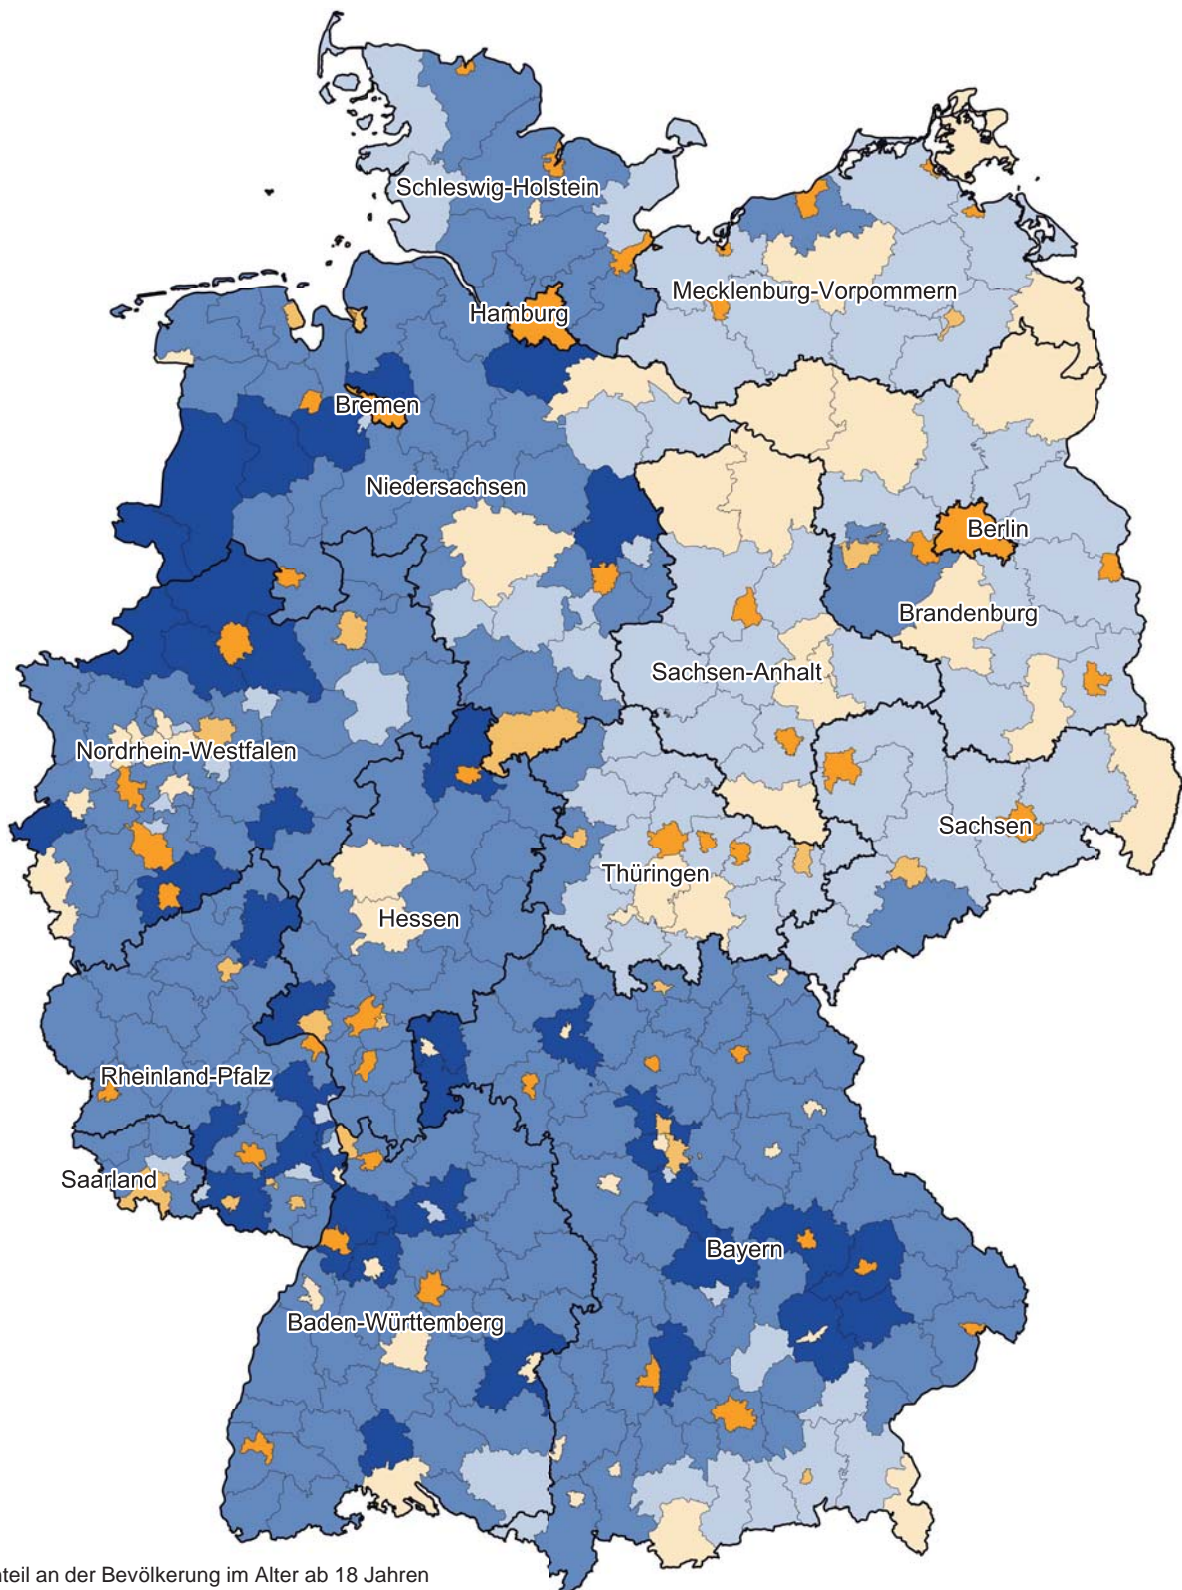 Schleswig-Holstein
Mecklenburg-Vorpommern
Hamburg
Bremen
Niedersachsen
Berlin
Brandenburg
Sachsen-Anhalt
Nordrhein-Westfalen
Sachsen
Thüringen
Hessen
Rheinland-Pfalz
Saarland
Bayern
Baden-Württemberg
nteil an der Bevölkerung im Alter ab 18 Jahren